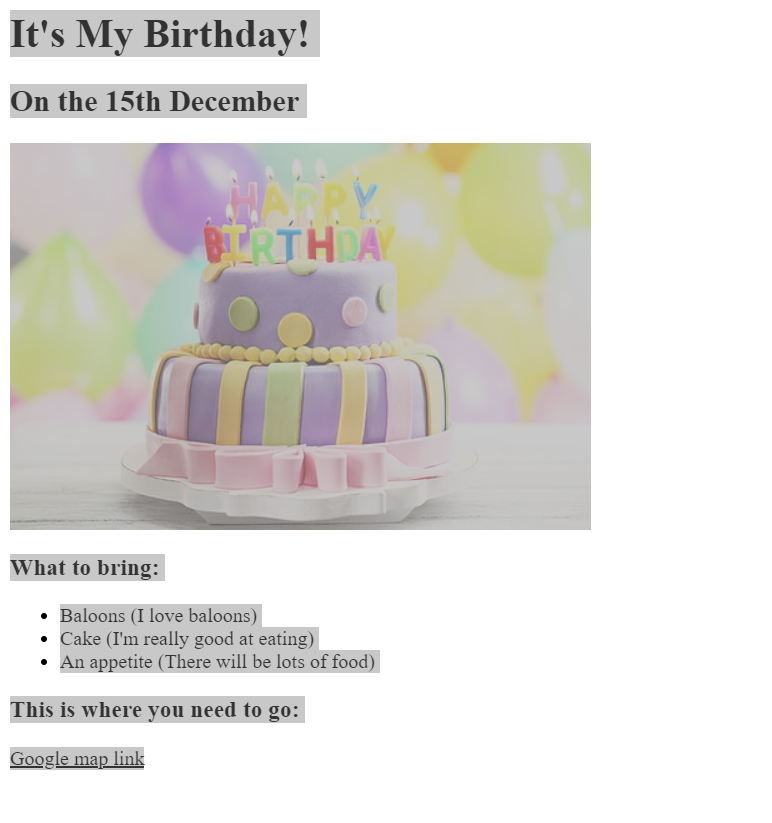 It's My Birthday!
On the 15th December
HAPPY
BIRTHDAY
What to bring:
Baloons (I love baloons)
Cake (I'm really good at eating)
An appetite (There will be lots of food)
This is where you need to go:
Google map link